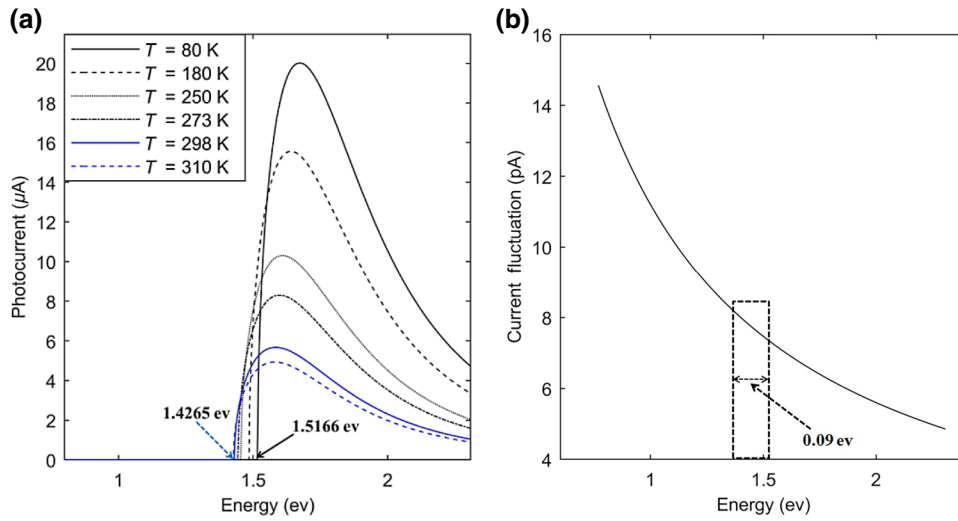 (a)
T = 80 K
T = 180 K
T = 250 K
T = 273 K
T = 298 K
T = 310 K
20
18
16
14
12
10
8
6
4
2
0
Photocurrent (µA)
1.4265 ev
1.5166 ev
1
1.5
2
Energy (ev)
(b)
16
14
12
10
8
6
4
Current fluctuation (pA)
0.09 ev
1
1.5
2
Energy (ev)